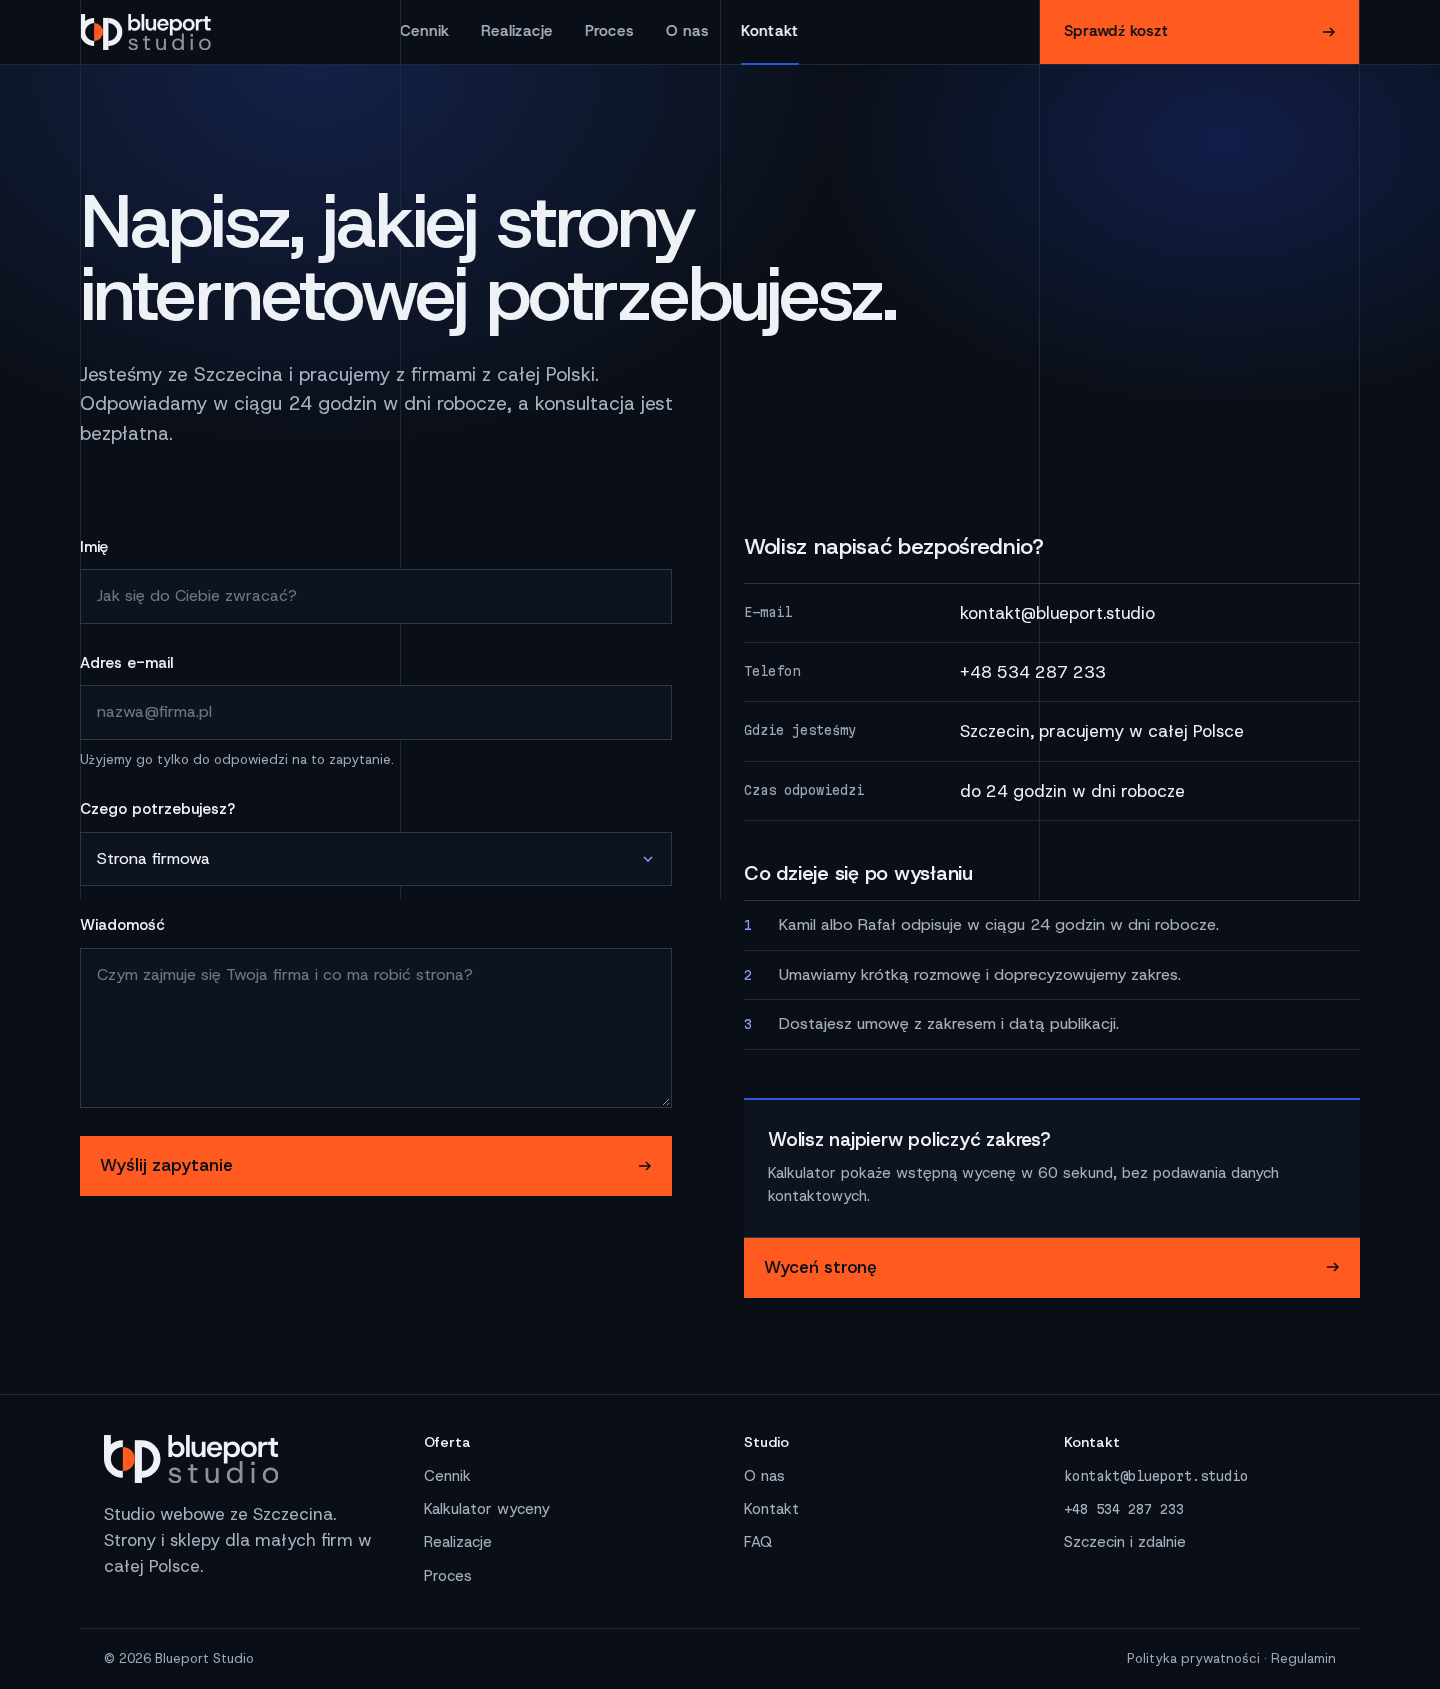 blueport
studio
Cennik
Realizacje
Proces
O nas
Kontakt
Sprawdź koszt
Napisz, jakiej strony
internetowej potrzebujesz.
Jesteśmy ze Szczecina i pracujemy z firmami z całej Polski.
Odpowiadamy w ciągu 24 godzin w dni robocze, a konsultacja jest
bezpłatna.
Imię
Jak się do Ciebie zwracać?
Adres e-mail
nazwa@firma.pl
Użyjemy go tylko do odpowiedzi na to zapytanie.
Czego potrzebujesz?
Strona firmowa
Wiadomość
Czym zajmuje się Twoja firma i co ma robić strona?
Wyślij zapytanie
Wolisz napisać bezpośrednio?
E-mail
kontakt@blueport.studio
Telefon
+48 534 287 233
Gdzie jesteśmy
Szczecin, pracujemy w całej Polsce
Czas odpowiedzi
do 24 godzin w dni robocze
Co dzieje się po wysłaniu
1 Kamil albo Rafał odpisuje w ciągu 24 godzin w dni robocze.
2 Umawiamy krótką rozmowę i doprecyzowujemy zakres.
3 Dostajesz umowę z zakresem i datą publikacji.
Wolisz najpierw policzyć zakres?
Kalkulator pokaże wstępną wycenę w 60 sekund, bez podawania danych
kontaktowych.
Wyceń stronę
blueport
studio
Studio webowe ze Szczecina.
Strony i sklepy dla małych firm w
całej Polsce.
Oferta
Cennik
Kalkulator wyceny
Realizacje
Proces
Studio
O nas
Kontakt
FAQ
Kontakt
kontakt@blueport.studio
+48 534 287 233
Szczecin i zdalnie
© 2026 Blueport Studio
Polityka prywatności · Regulamin